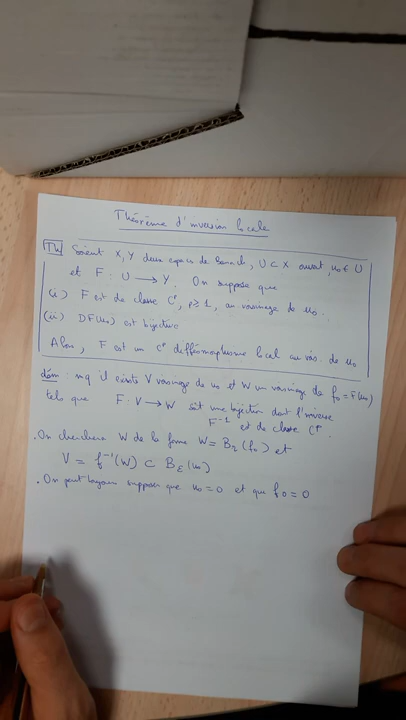 Théorème d'inversion locale
Th Soient X, Y deux espaces de Banach, U ⊂ X ouvert, u₀ ∈ U
et F : U → Y. On suppose que
(i) F est de classe Cᵖ, p ≥ 1, au voisinage de u₀.
(ii) DF(u₀) est bijective
Alors, F est un Cᵖ difféomorphisme local au vois. de u₀
dém : mq il existe V voisinage de u₀ et W un voisinage de f₀ = F(u₀)
tels que F : V → W soit une bijection dont l'inverse
F⁻¹ est de classe Cᵖ.
. On cherchera W de la forme W = B₂(f₀) et
V = f⁻¹(W) ⊂ Bε(u₀)
. On peut toujours supposer que u₀ = 0 et que f₀ = 0